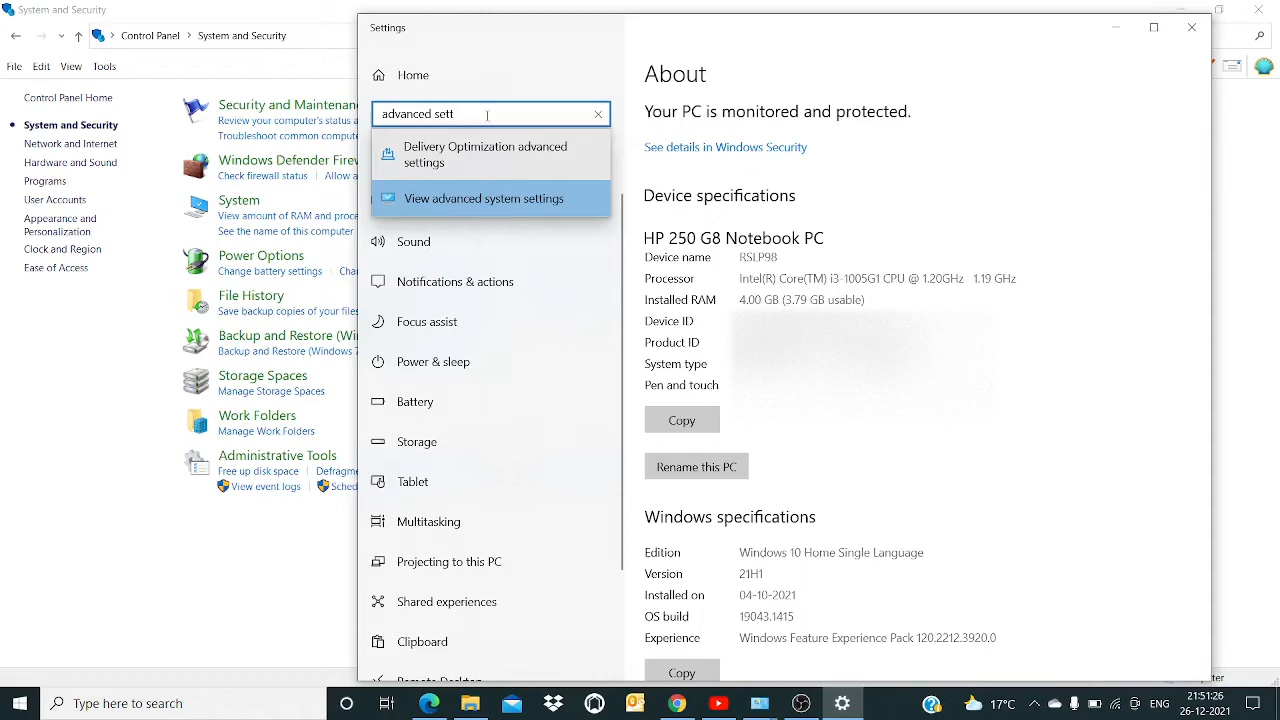 System and Security
Control Panel
System and Security
File
Edit
View
Tools
Control Panel Home
System and Security
Network and Internet
Hardware and Sound
Programs
User Accounts
Appearance and
Personalization
Clock and Region
Ease of Access
Security and Maintenan
Review your computer's
Troubleshoot common compu
Windows Defender Firew
Check firewall status
Allow a
System
View amount of RAM and proce
See the name of this computer
Power Options
Change battery settings
Chan
File History
Save backup copies of your files
Backup and Restore (Wi
Backup and Restore (Windows 7
Storage Spaces
Manage Storage Spaces
Work Folders
Manage Work Folders
Administrative Tools
Free up disk space
Defragme
View event logs
Sched
Settings
Home
advanced sett
Delivery Optimization advanced
settings
View advanced system settings
Sound
Notifications & actions
Focus assist
Power & sleep
Battery
Storage
Tablet
Multitasking
Projecting to this PC
Shared experiences
Clipboard
Remote Desktop
About
Your PC is monitored and protected.
See details in Windows Security
Device specifications
HP 250 G8 Notebook PC
Device name RSLP98
Processor Intel(R) Core(TM) i3-1005G1 CPU @ 1.20GHz 1.19 GHz
Installed RAM 4.00 GB (3.79 GB usable)
Device ID
Product ID
System type
Pen and touch
Copy
Rename this PC
Windows specifications
Edition Windows 10 Home Single Language
Version 21H1
Installed on 04-10-2021
OS build 19043.1415
Experience Windows Feature Experience Pack 120.2212.3920.0
Copy
ter
Type here to search
17°C
21:51:26
26-12-2021